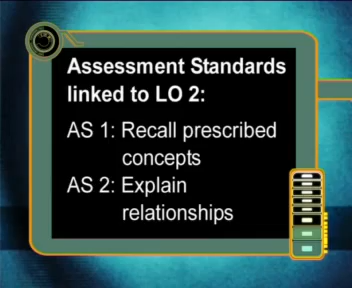 Assessment Standards
linked to LO 2:
AS 1: Recall prescribed
concepts
AS 2: Explain
relationships